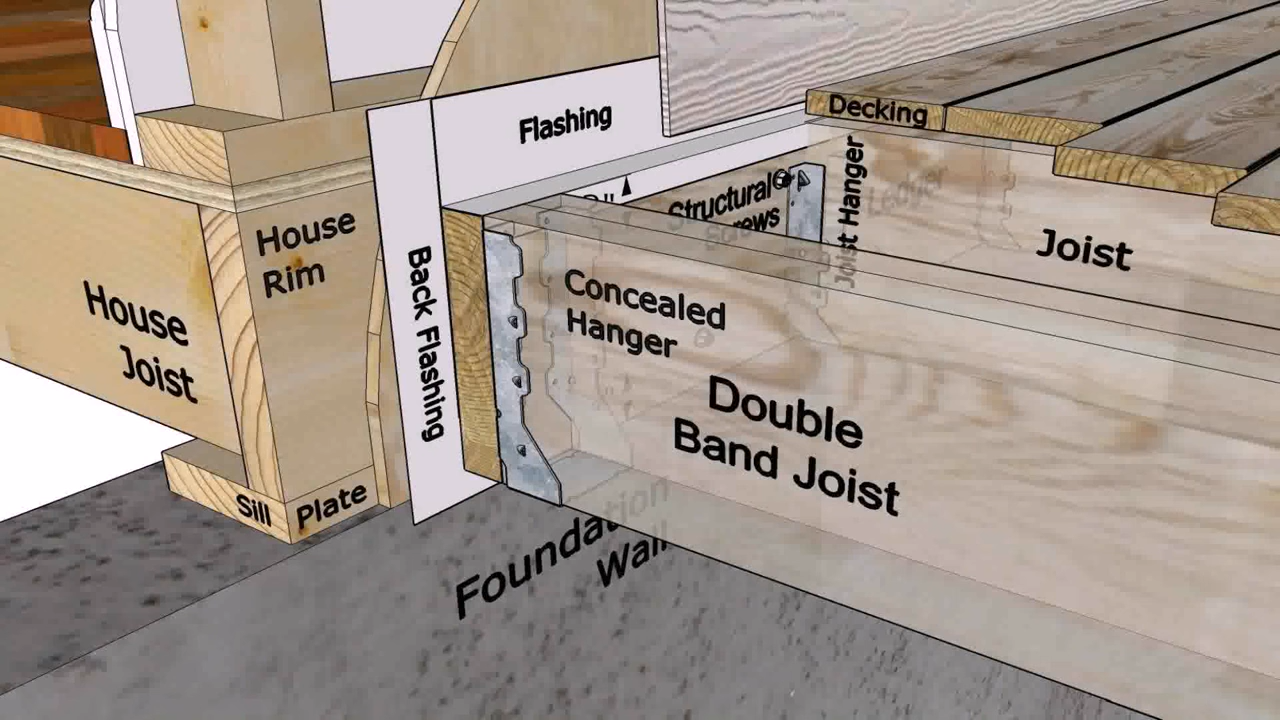 Flashing
Decking
House
Rim
House
Joist
Sill Plate
Back Flashing
Structural
Screws
Joist Hanger
Ledger
Joist
Concealed
Hanger
Double
Band Joist
Foundation
Wall